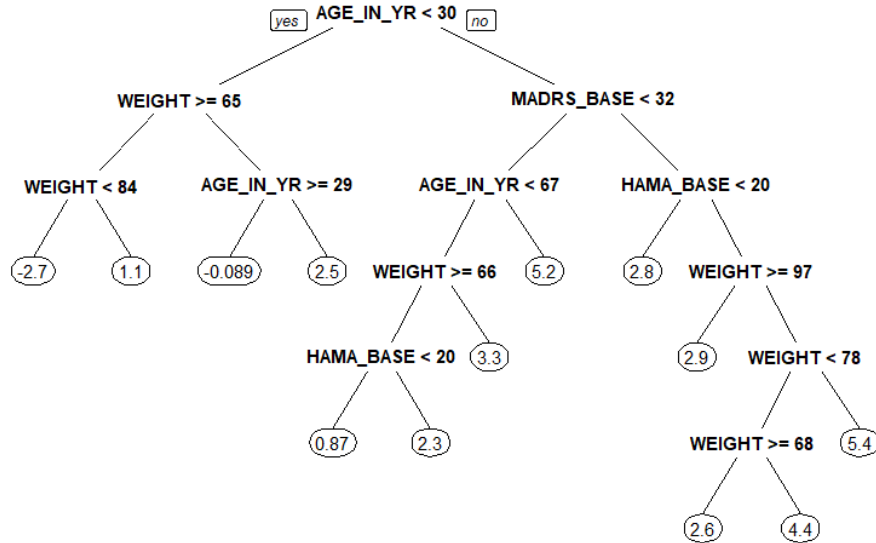 yes AGE_IN_YR < 30 no
WEIGHT >= 65 MADRS_BASE < 32
WEIGHT < 84 AGE_IN_YR >= 29 AGE_IN_YR < 67 HAMA_BASE < 20
-2.7 1.1 -0.089 2.5 WEIGHT >= 66 5.2 2.8 WEIGHT >= 97
HAMA_BASE < 20 3.3 2.9 WEIGHT < 78
0.87 2.3 WEIGHT >= 68 5.4
2.6 4.4